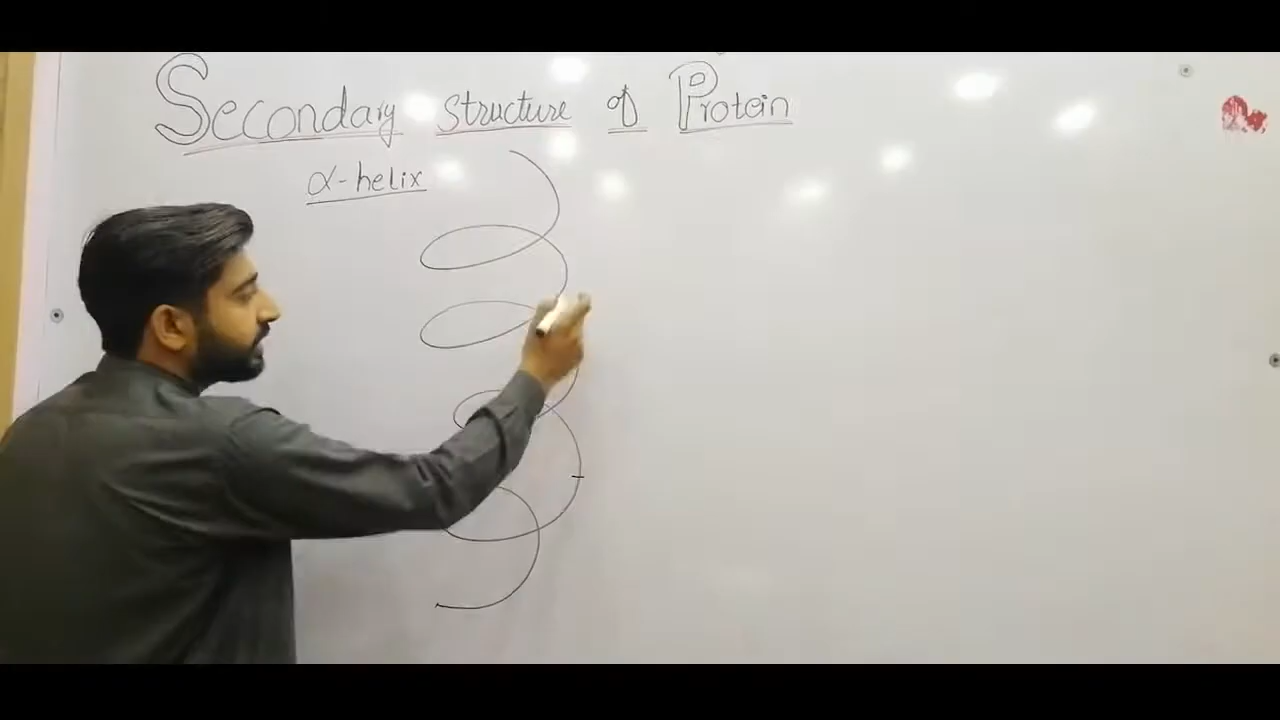 Secondary structure of Protein
α-helix